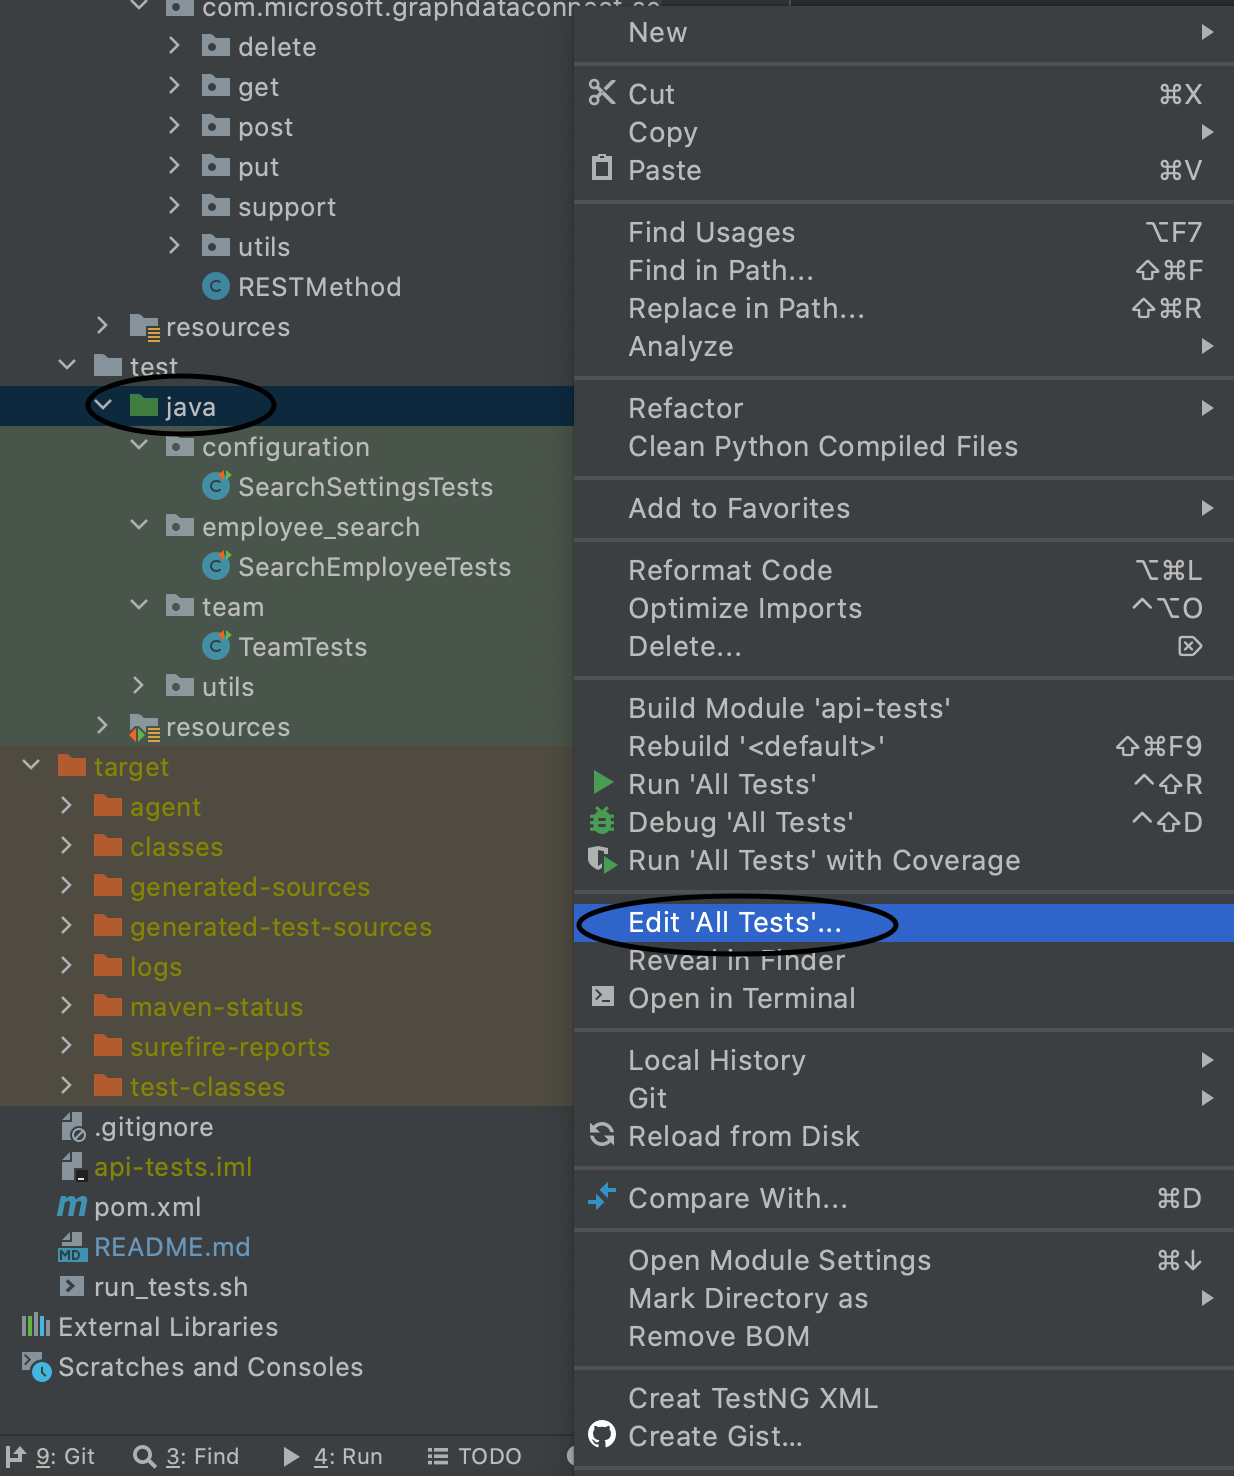 com.microsoft.graphdataconnect
delete
get
post
put
support
utils
RESTMethod
resources
test
java
configuration
SearchSettingsTests
employee_search
SearchEmployeeTests
team
TeamTests
utils
resources
target
agent
classes
generated-sources
generated-test-sources
logs
maven-status
surefire-reports
test-classes
.gitignore
api-tests.iml
pom.xml
README.md
run_tests.sh
External Libraries
Scratches and Consoles
9: Git
3: Find
4: Run
TODO
New
Cut ⌘X
Copy
Paste ⌘V
Find Usages ⌥F7
Find in Path... ⇧⌘F
Replace in Path... ⇧⌘R
Analyze
Refactor
Clean Python Compiled Files
Add to Favorites
Reformat Code ⌥⌘L
Optimize Imports ^⌥O
Delete... ⌦
Build Module 'api-tests'
Rebuild '<default>' ⇧⌘F9
Run 'All Tests' ^⇧R
Debug 'All Tests' ^⇧D
Run 'All Tests' with Coverage
Edit 'All Tests'...
Reveal in Finder
Open in Terminal
Local History
Git
Reload from Disk
Compare With... ⌘D
Open Module Settings ⌘↓
Mark Directory as
Remove BOM
Creat TestNG XML
Create Gist...